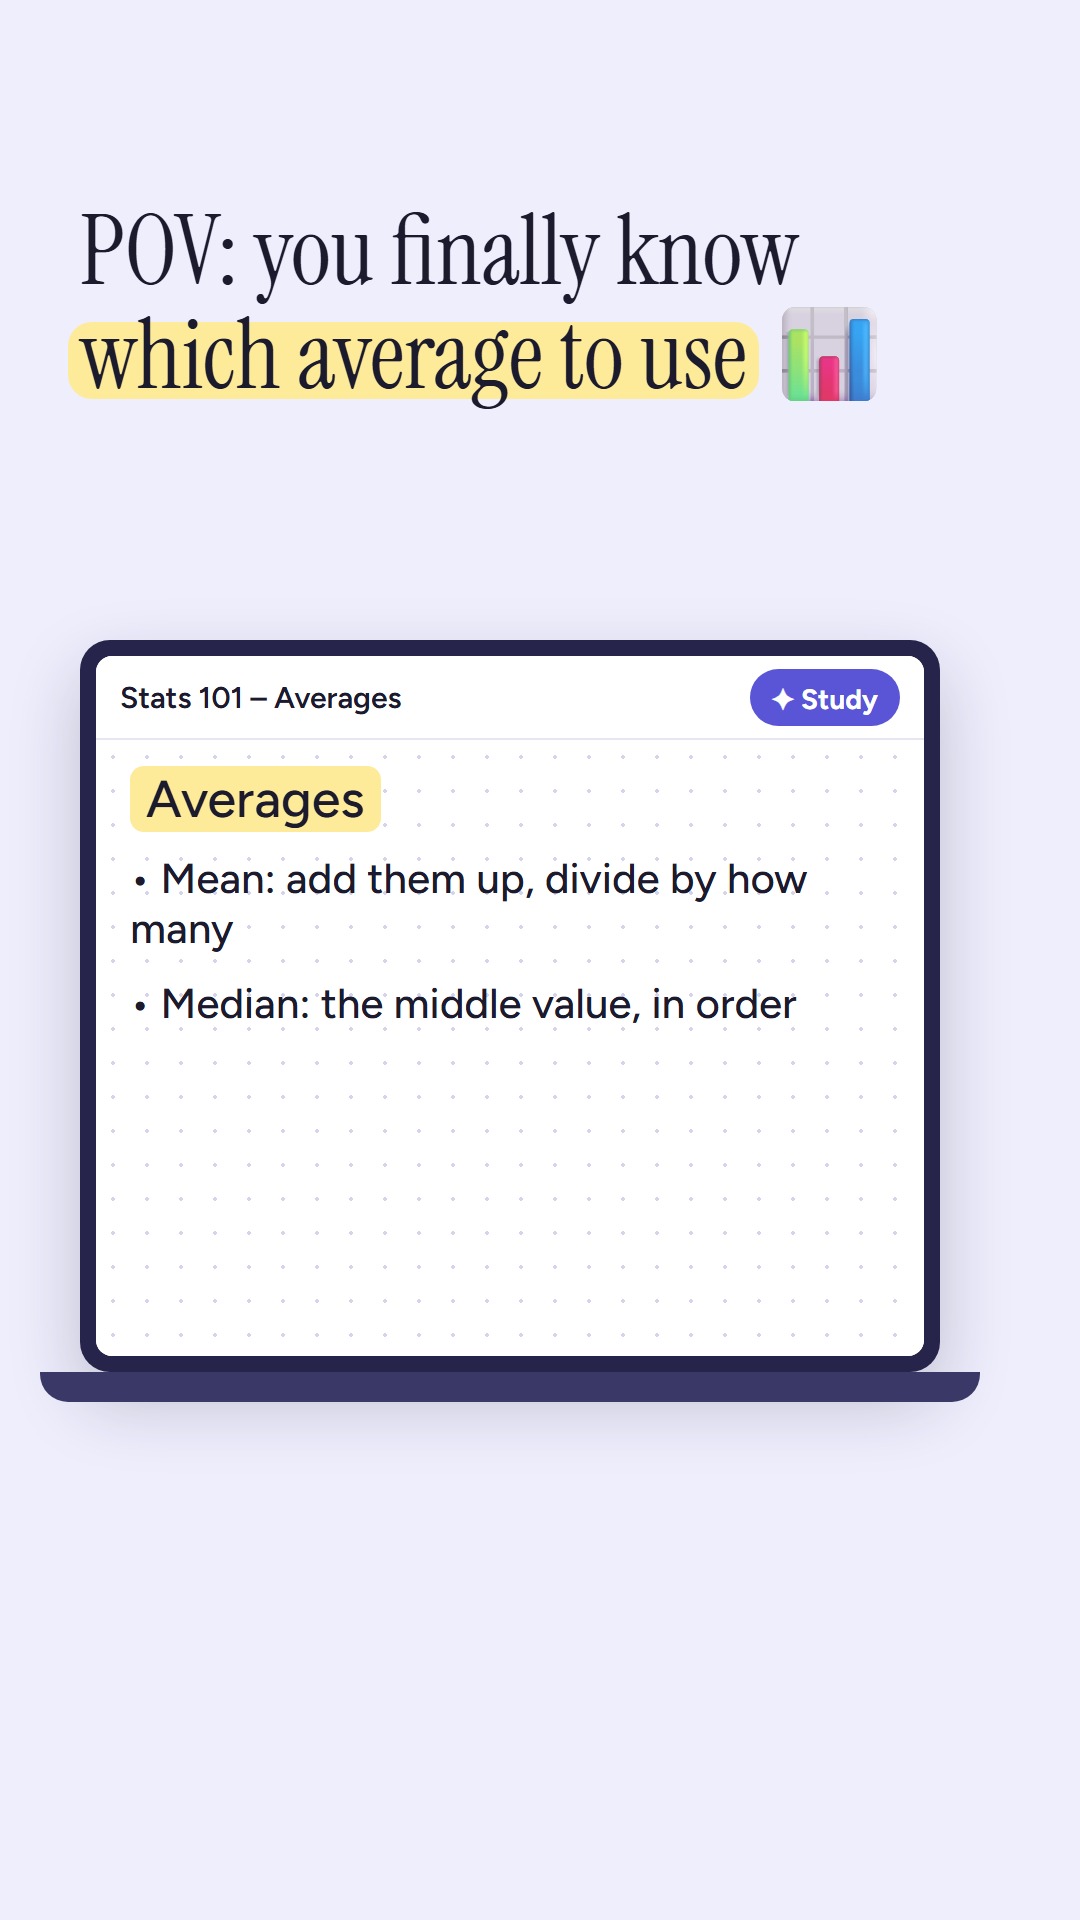 POV: you finally know
which average to use
Stats 101 – Averages
Study
Averages
• Mean: add them up, divide by how
many
• Median: the middle value, in order